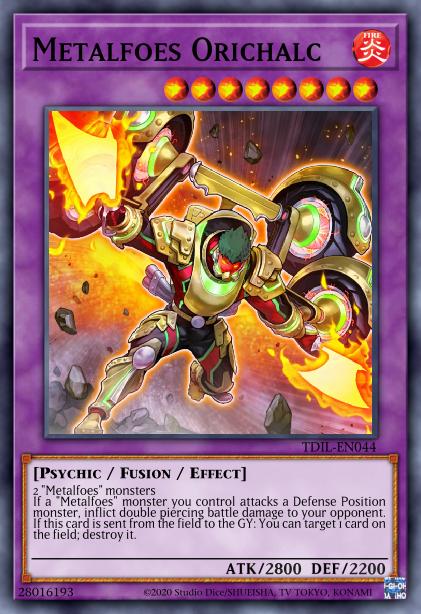 Metalfoes Orichalc
FIRE
炎
TDIL-EN044
[Psychic / Fusion / Effect]
2 "Metalfoes" monsters
If a "Metalfoes" monster you control attacks a Defense Position
monster, inflict double piercing battle damage to your opponent.
If this card is sent from the field to the GY: You can target 1 card on
the field; destroy it.
ATK/2800 DEF/2200
28016193
©2020 Studio Dice/SHUEISHA, TV TOKYO, KONAMI